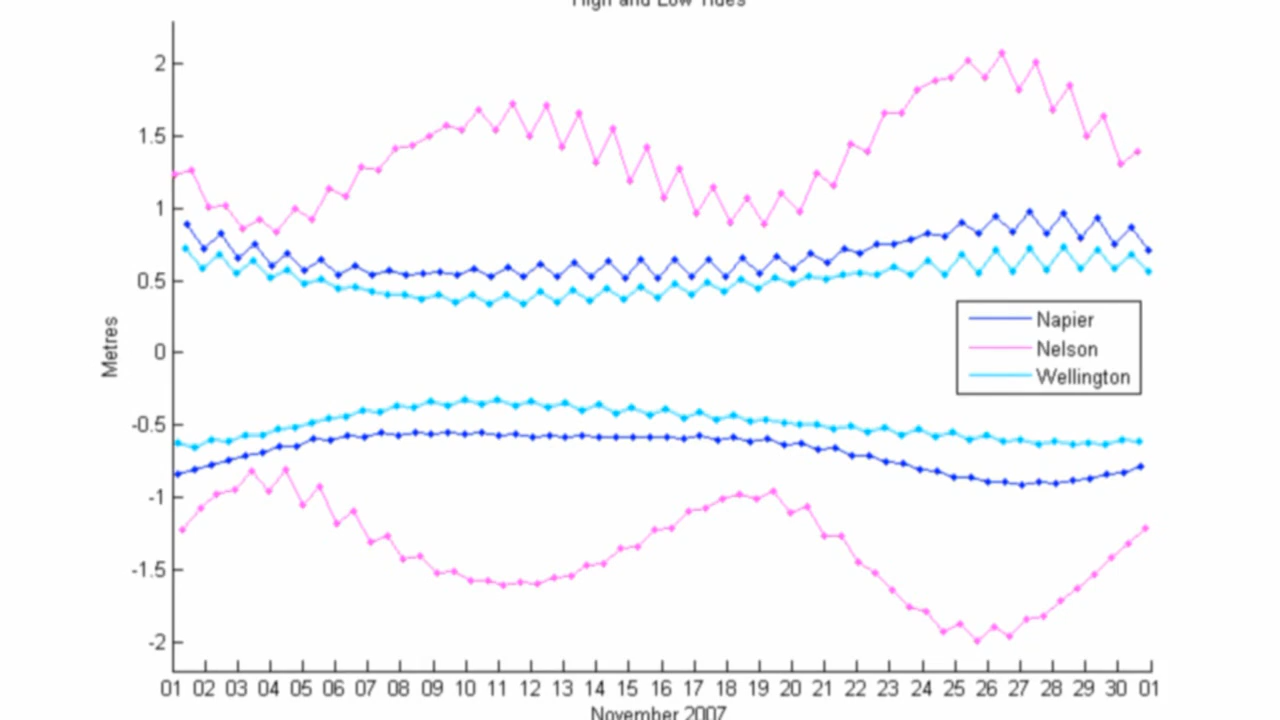 High and Low Tides
2
1.5
1
0.5
0
-0.5
-1
-1.5
-2
Metres
Napier
Nelson
Wellington
01 02 03 04 05 06 07 08 09 10 11 12 13 14 15 16 17 18 19 20 21 22 23 24 25 26 27 28 29 30 01
November 2007